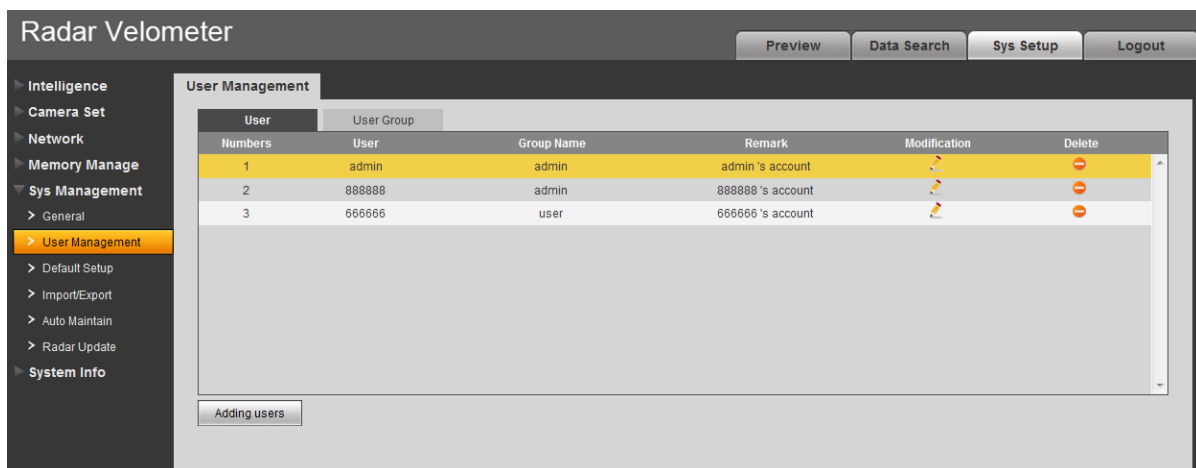 Radar Velometer
Preview Data Search Sys Setup Logout
Intelligence
Camera Set
Network
Memory Manage
Sys Management
General
User Management
Default Setup
Import/Export
Auto Maintain
Radar Update
System Info
User Management
User User Group
Numbers User Group Name Remark Modification Delete
1 admin admin admin 's account
2 888888 admin 888888 's account
3 666666 user 666666 's account
Adding users